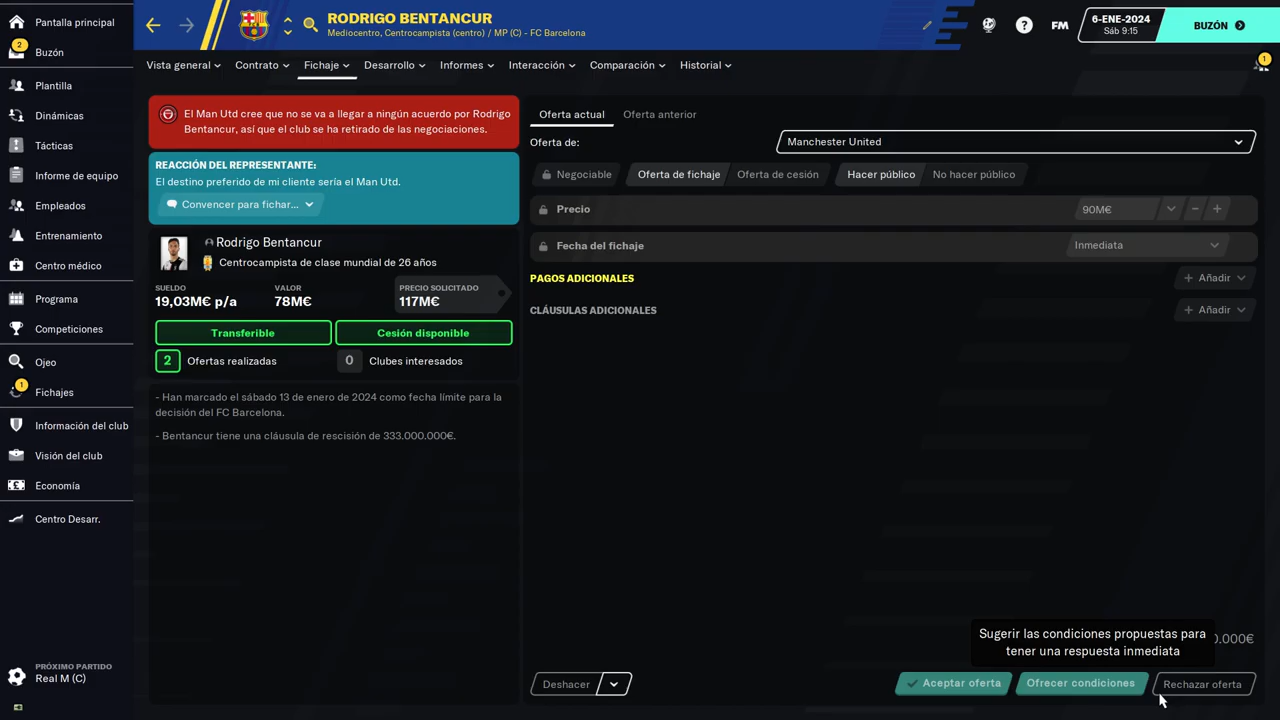 Pantalla principal
2
Buzón
Plantilla
Dinámicas
Tácticas
Informe de equipo
Empleados
Entrenamiento
Centro médico
Programa
Competiciones
Ojeo
1
Fichajes
Información del club
Visión del club
Economía
Centro Desarr.
PRÓXIMO PARTIDO
Real M (C)
RODRIGO BENTANCUR
Mediocentro, Centrocampista (centro) / MP (C) - FC Barcelona
?
FM
6-ENE-2024
Sáb 9:15
BUZÓN
Vista general
Contrato
Fichaje
Desarrollo
Informes
Interacción
Comparación
Historial
1
El Man Utd cree que no se va a llegar a ningún acuerdo por Rodrigo
Bentancur, así que el club se ha retirado de las negociaciones.
REACCIÓN DEL REPRESENTANTE:
El destino preferido de mi cliente sería el Man Utd.
Convencer para fichar...
Rodrigo Bentancur
Centrocampista de clase mundial de 26 años
SUELDO
19,03M€ p/a
VALOR
78M€
PRECIO SOLICITADO
117M€
Transferible
Cesión disponible
2 Ofertas realizadas
0 Clubes interesados
- Han marcado el sábado 13 de enero de 2024 como fecha límite para la
decisión del FC Barcelona.
- Bentancur tiene una cláusula de rescisión de 333.000.000€.
Oferta actual
Oferta anterior
Oferta de:
Manchester United
Negociable
Oferta de fichaje
Oferta de cesión
Hacer público
No hacer público
Precio
90M€
Fecha del fichaje
Inmediata
PAGOS ADICIONALES
Añadir
CLÁUSULAS ADICIONALES
Añadir
Sugerir las condiciones propuestas para
tener una respuesta inmediata
0.000€
Deshacer
Aceptar oferta
Ofrecer condiciones
Rechazar oferta